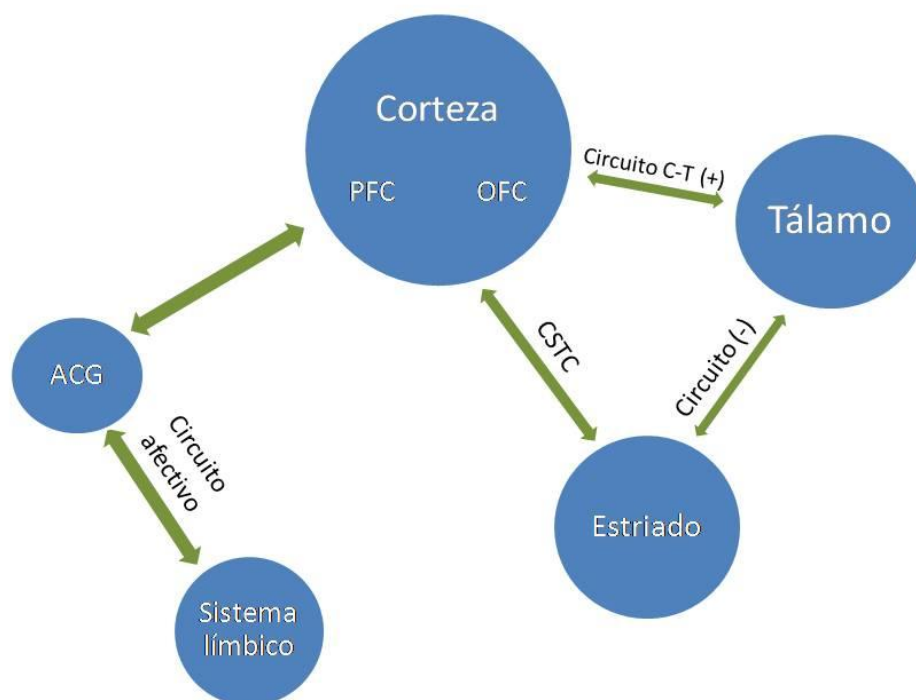 Corteza
PFC OFC
Circuito C-T (+)
Tálamo
CSTC
Circuito (-)
ACG
Circuito
afectivo
Estriado
Sistema
límbico